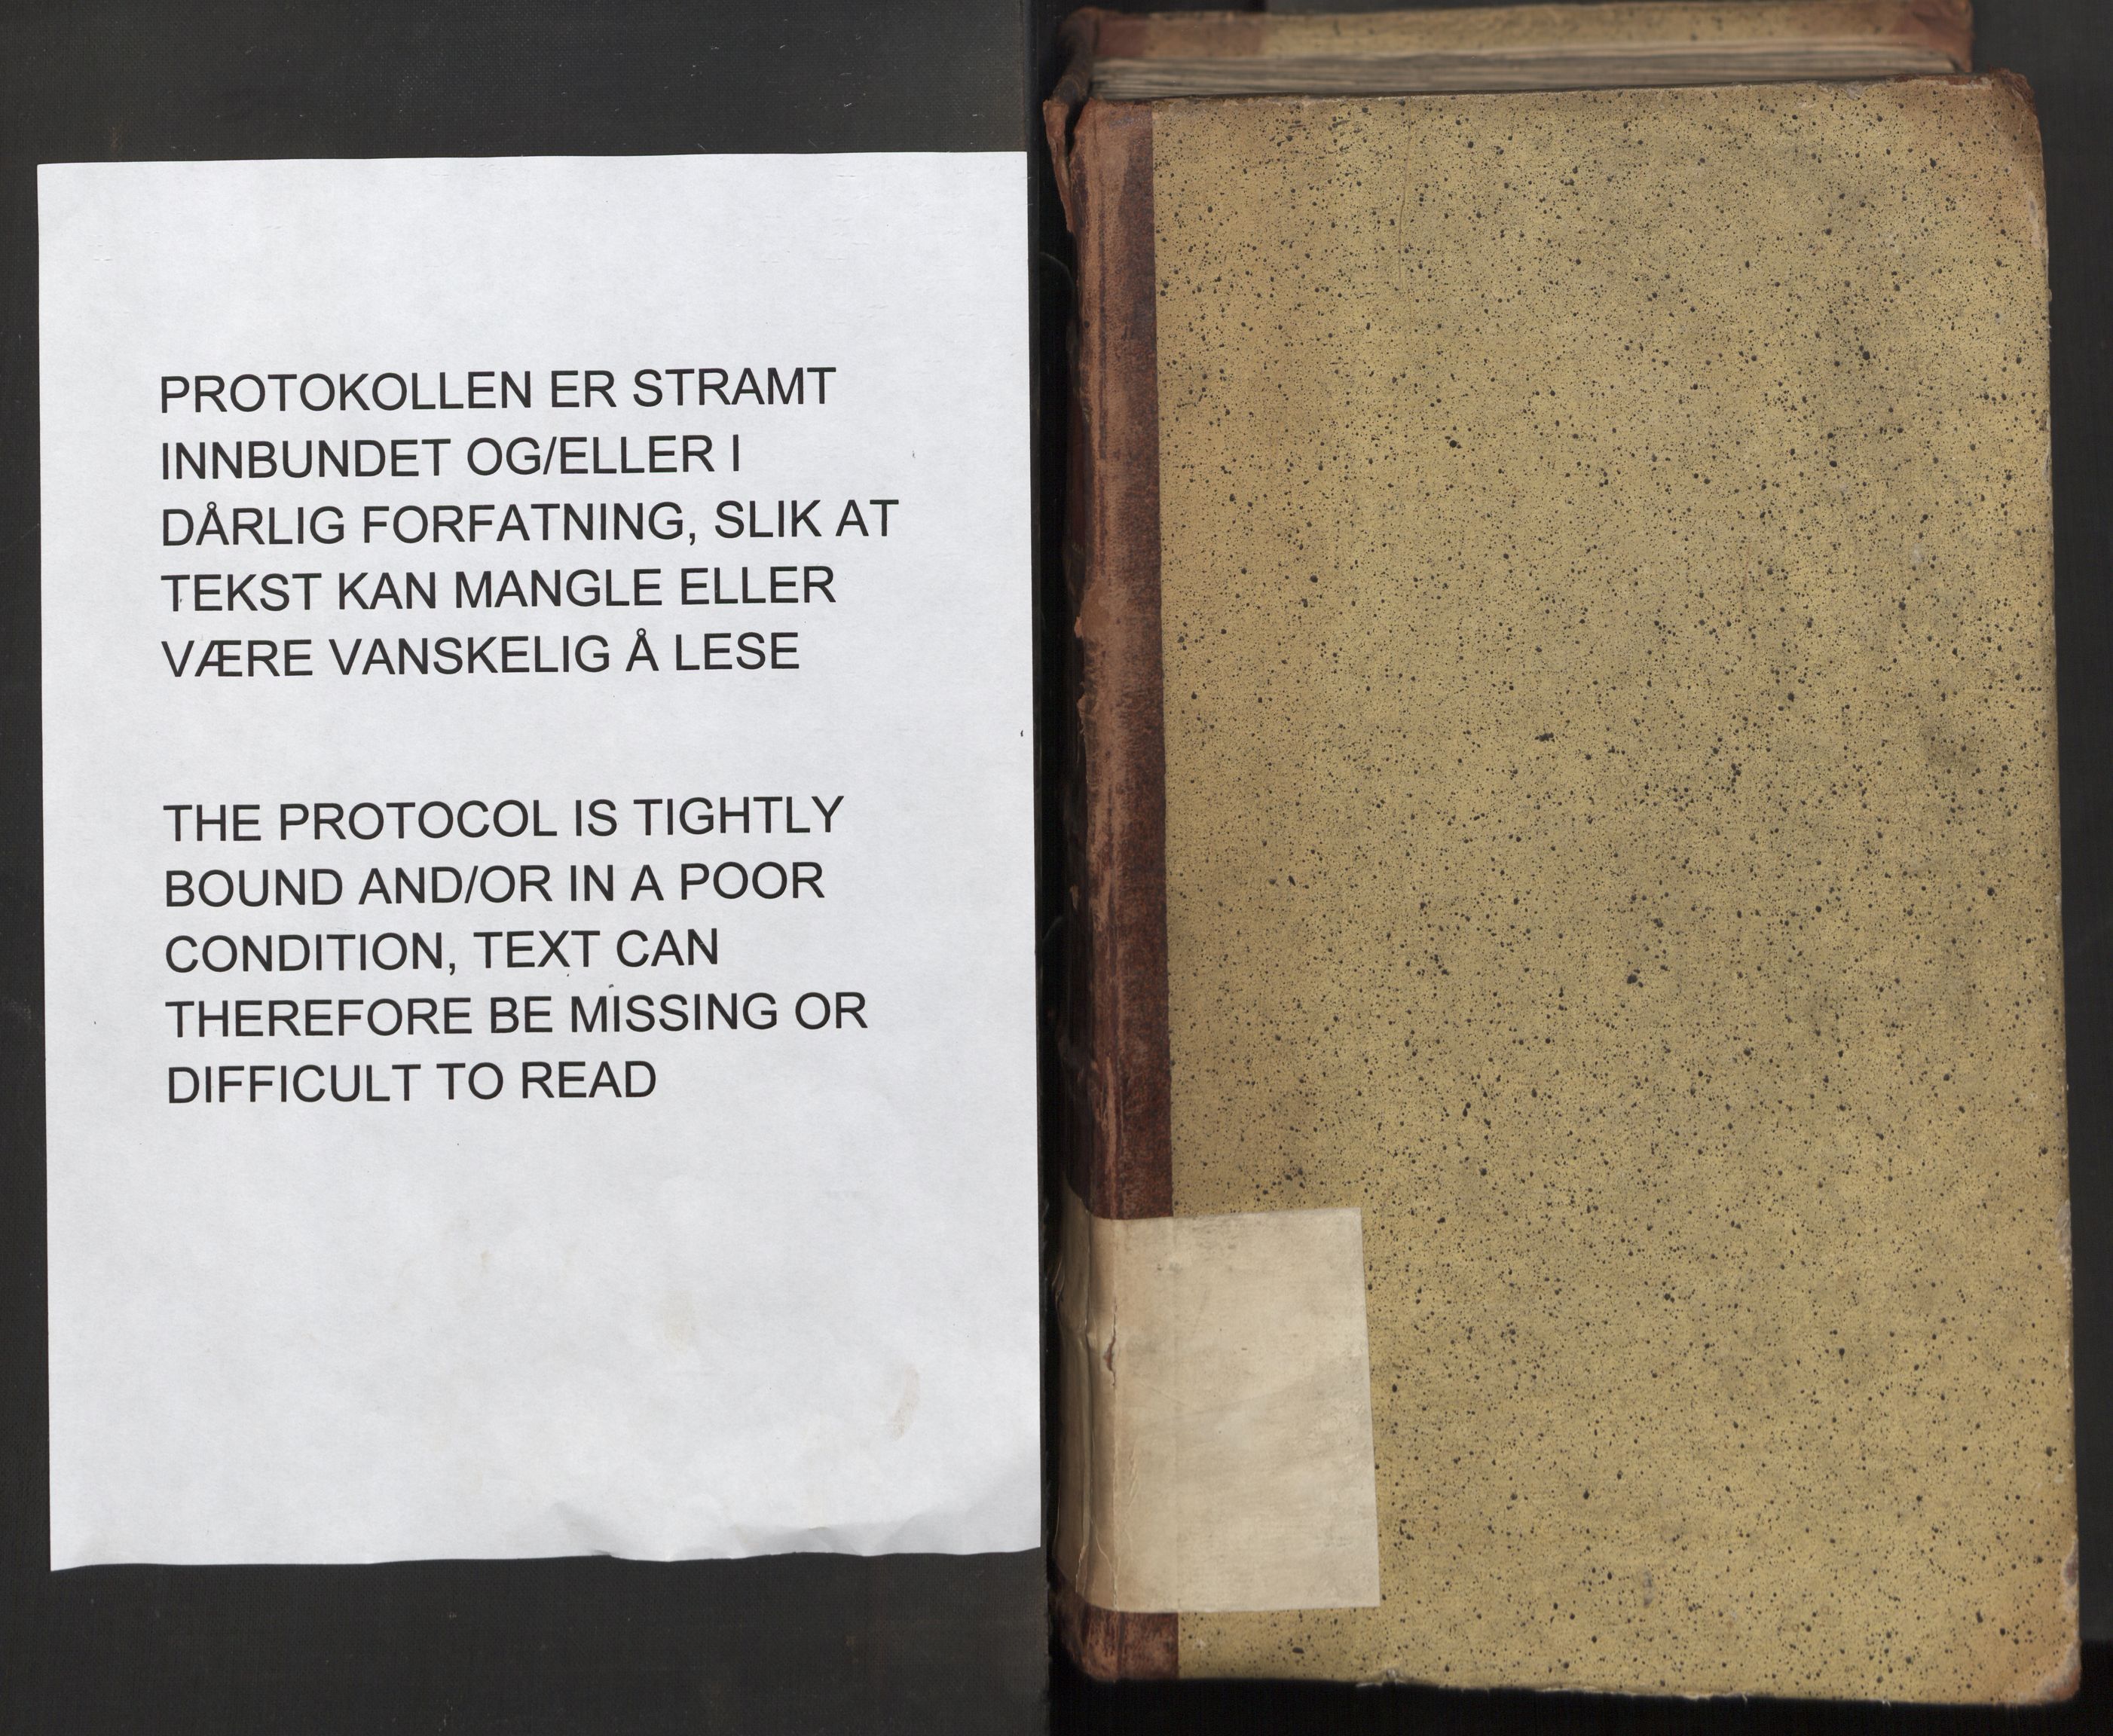 PROTOKOLLEN ER STRAMT
INNBUNDET OG/ELLER I
DÅRLIG FORFATNING, SLIK AT
TEKST KAN MANGLE ELLER
VÆRE VANSKELIG Å LESE
THE PROTOCOL IS TIGHTLY
BOUND AND/OR IN A POOR
CONDITION, TEXT CAN
THEREFORE BE MISSING OR
DIFFICULT TO READ